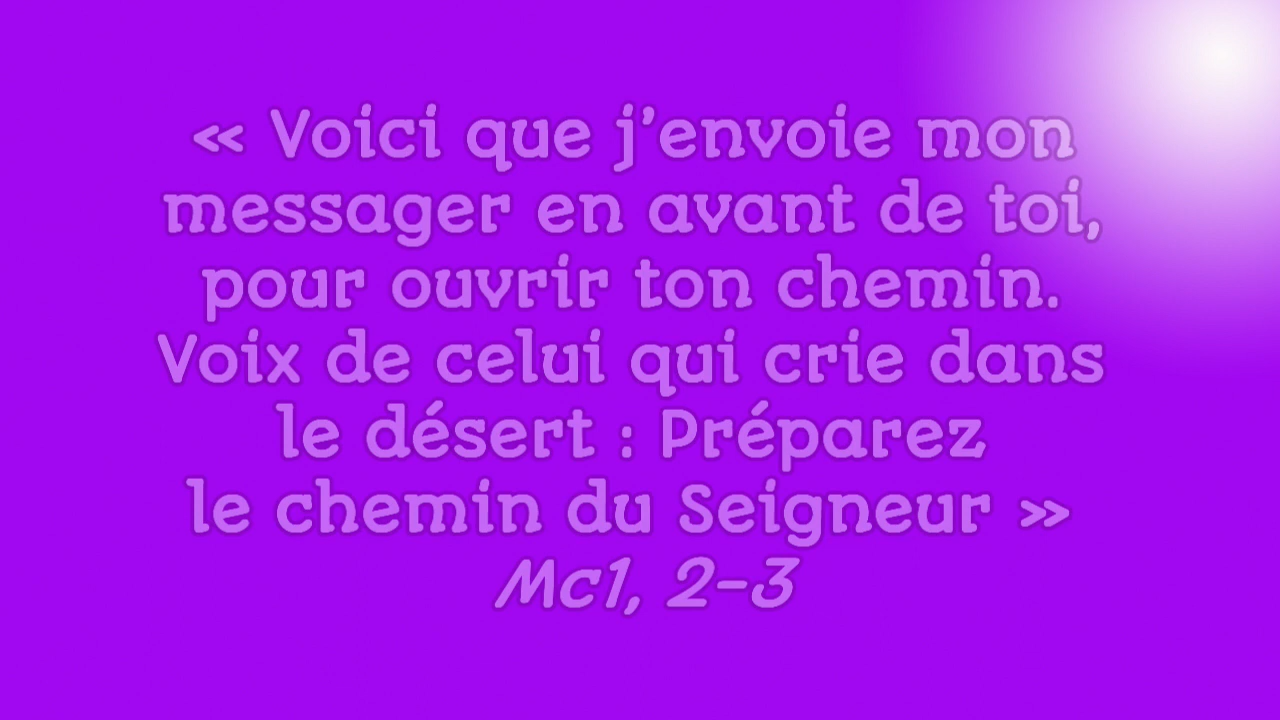 « Voici que j’envoie mon
messager en avant de toi,
pour ouvrir ton chemin.
Voix de celui qui crie dans
le désert : Préparez
le chemin du Seigneur »
Mc1, 2-3